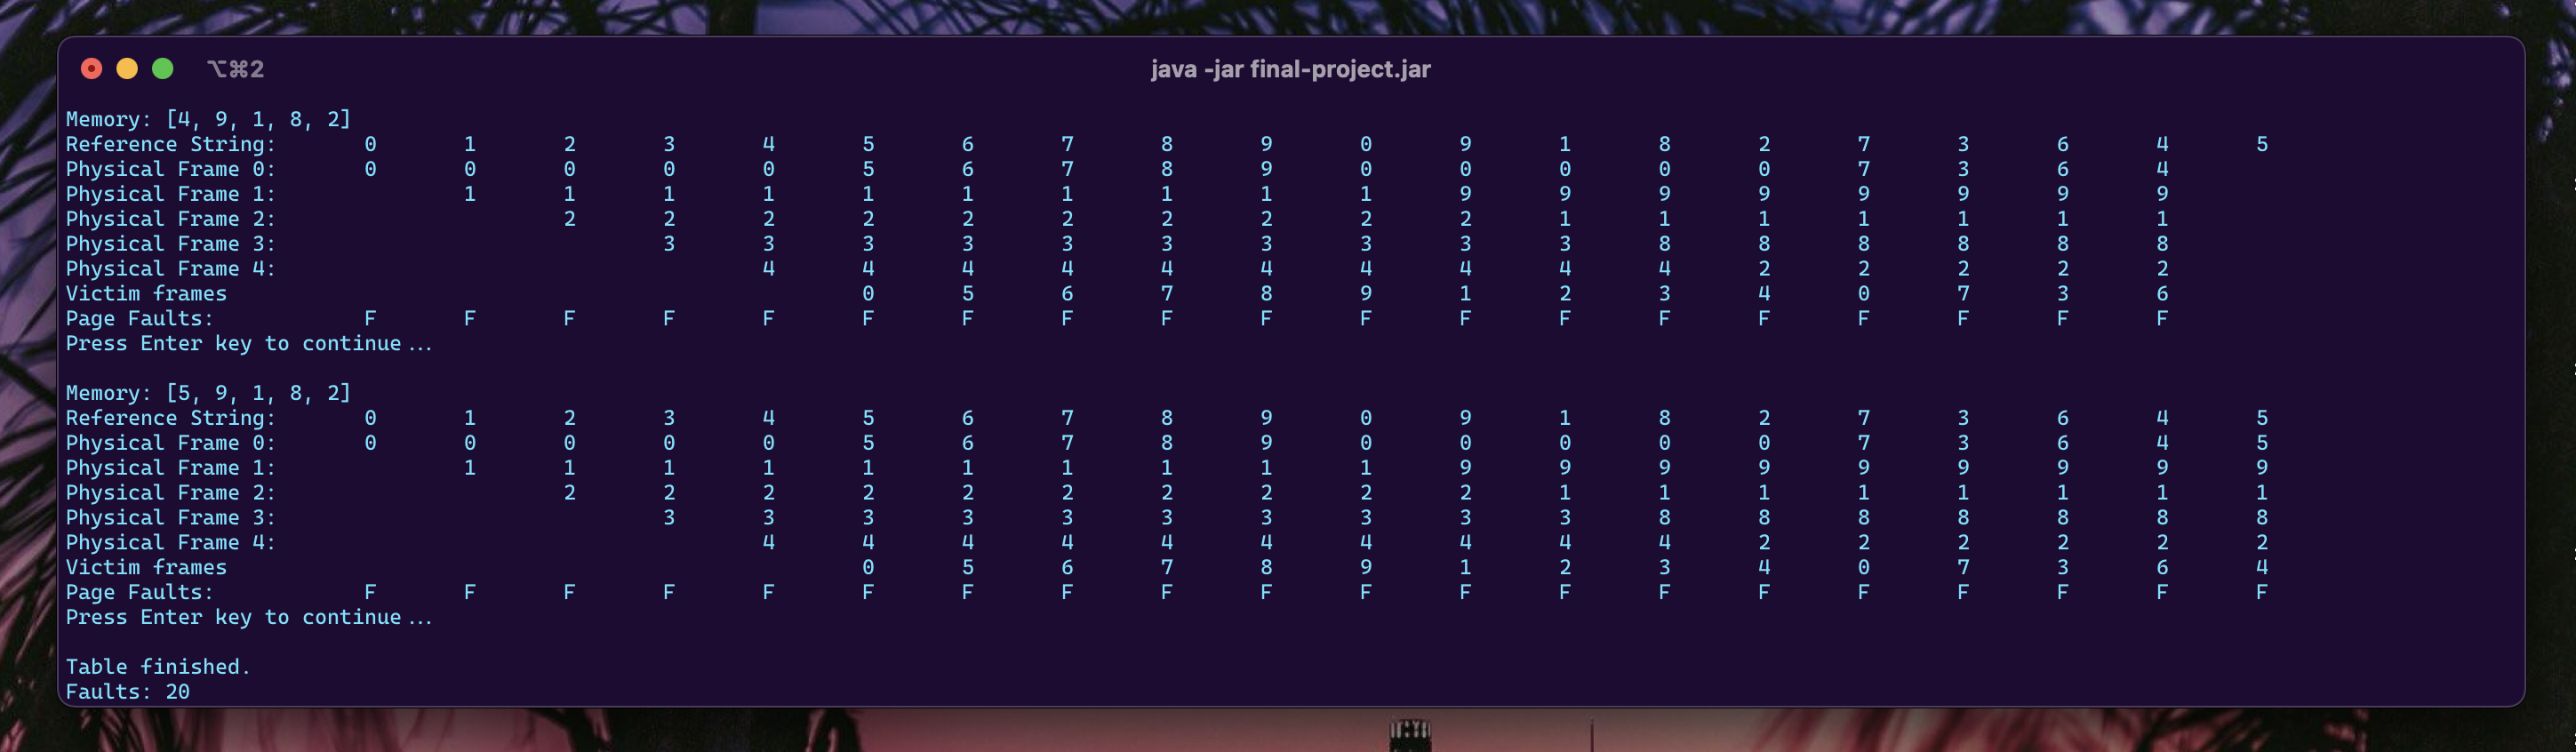 ⌥⌘2 java -jar final-project.jar
Memory: [4, 9, 1, 8, 2]
Reference String: 0 1 2 3 4 5 6 7 8 9 0 9 1 8 2 7 3 6 4 5
Physical Frame 0: 0 0 0 0 0 5 6 7 8 9 0 0 0 0 0 7 3 6 4
Physical Frame 1: 1 1 1 1 1 1 1 1 1 1 9 9 9 9 9 9 9 9
Physical Frame 2: 2 2 2 2 2 2 2 2 2 2 1 1 1 1 1 1 1
Physical Frame 3: 3 3 3 3 3 3 3 3 3 3 8 8 8 8 8 8
Physical Frame 4: 4 4 4 4 4 4 4 4 4 4 2 2 2 2 2
Victim frames 0 5 6 7 8 9 1 2 3 4 0 7 3 6
Page Faults: F F F F F F F F F F F F F F F F F F F
Press Enter key to continue...
Memory: [5, 9, 1, 8, 2]
Reference String: 0 1 2 3 4 5 6 7 8 9 0 9 1 8 2 7 3 6 4 5
Physical Frame 0: 0 0 0 0 0 5 6 7 8 9 0 0 0 0 0 7 3 6 4 5
Physical Frame 1: 1 1 1 1 1 1 1 1 1 1 9 9 9 9 9 9 9 9 9
Physical Frame 2: 2 2 2 2 2 2 2 2 2 2 1 1 1 1 1 1 1 1
Physical Frame 3: 3 3 3 3 3 3 3 3 3 3 8 8 8 8 8 8 8
Physical Frame 4: 4 4 4 4 4 4 4 4 4 4 2 2 2 2 2 2
Victim frames 0 5 6 7 8 9 1 2 3 4 0 7 3 6 4
Page Faults: F F F F F F F F F F F F F F F F F F F F
Press Enter key to continue...
Table finished.
Faults: 20